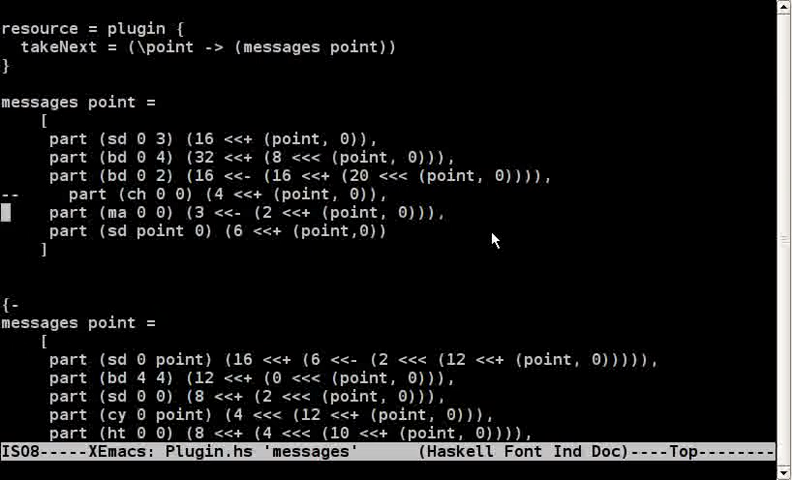 resource = plugin {
  takeNext = (\point -> (messages point))
}
messages point =
     [
      part (sd 0 3) (16 <<+ (point, 0)),
      part (bd 0 4) (32 <<+ (8 <<< (point, 0))),
      part (bd 0 2) (16 <<- (16 <<+ (20 <<< (point, 0)))),
--      part (ch 0 0) (4 <<+ (point, 0)),
      part (ma 0 0) (3 <<- (2 <<+ (point, 0))),
      part (sd point 0) (6 <<+ (point,0))
     ]
{-
messages point =
     [
      part (sd 0 point) (16 <<+ (6 <<- (2 <<< (12 <<+ (point, 0))))),
      part (bd 4 4) (12 <<+ (0 <<< (point, 0))),
      part (sd 0 0) (8 <<+ (2 <<< (point, 0))),
      part (cy 0 point) (4 <<< (12 <<+ (point, 0))),
      part (ht 0 0) (8 <<+ (4 <<< (10 <<+ (point, 0)))),
ISO8-----XEmacs: Plugin.hs 'messages'      (Haskell Font Ind Doc)----Top--------